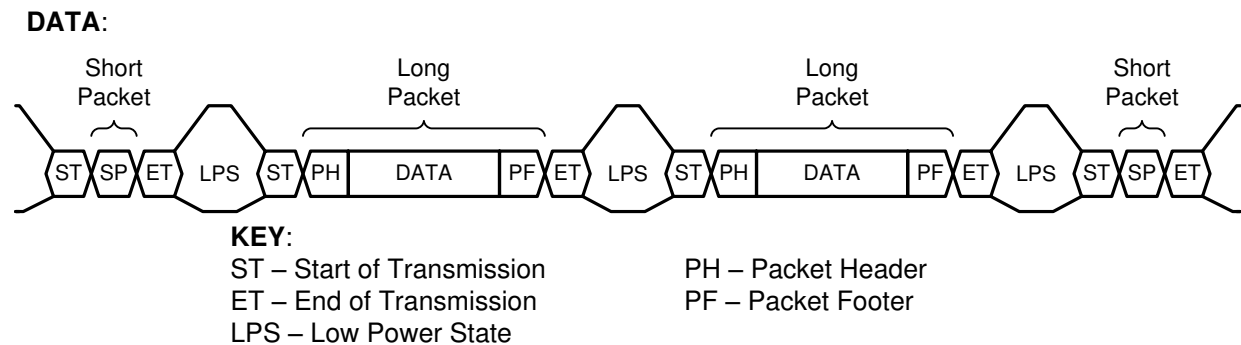 DATA:
Short Packet
Long Packet
Long Packet
Short Packet
ST SP ET LPS ST PH DATA PF ET LPS ST PH DATA PF ET LPS ST SP ET
KEY:
ST – Start of Transmission
ET – End of Transmission
LPS – Low Power State
PH – Packet Header
PF – Packet Footer